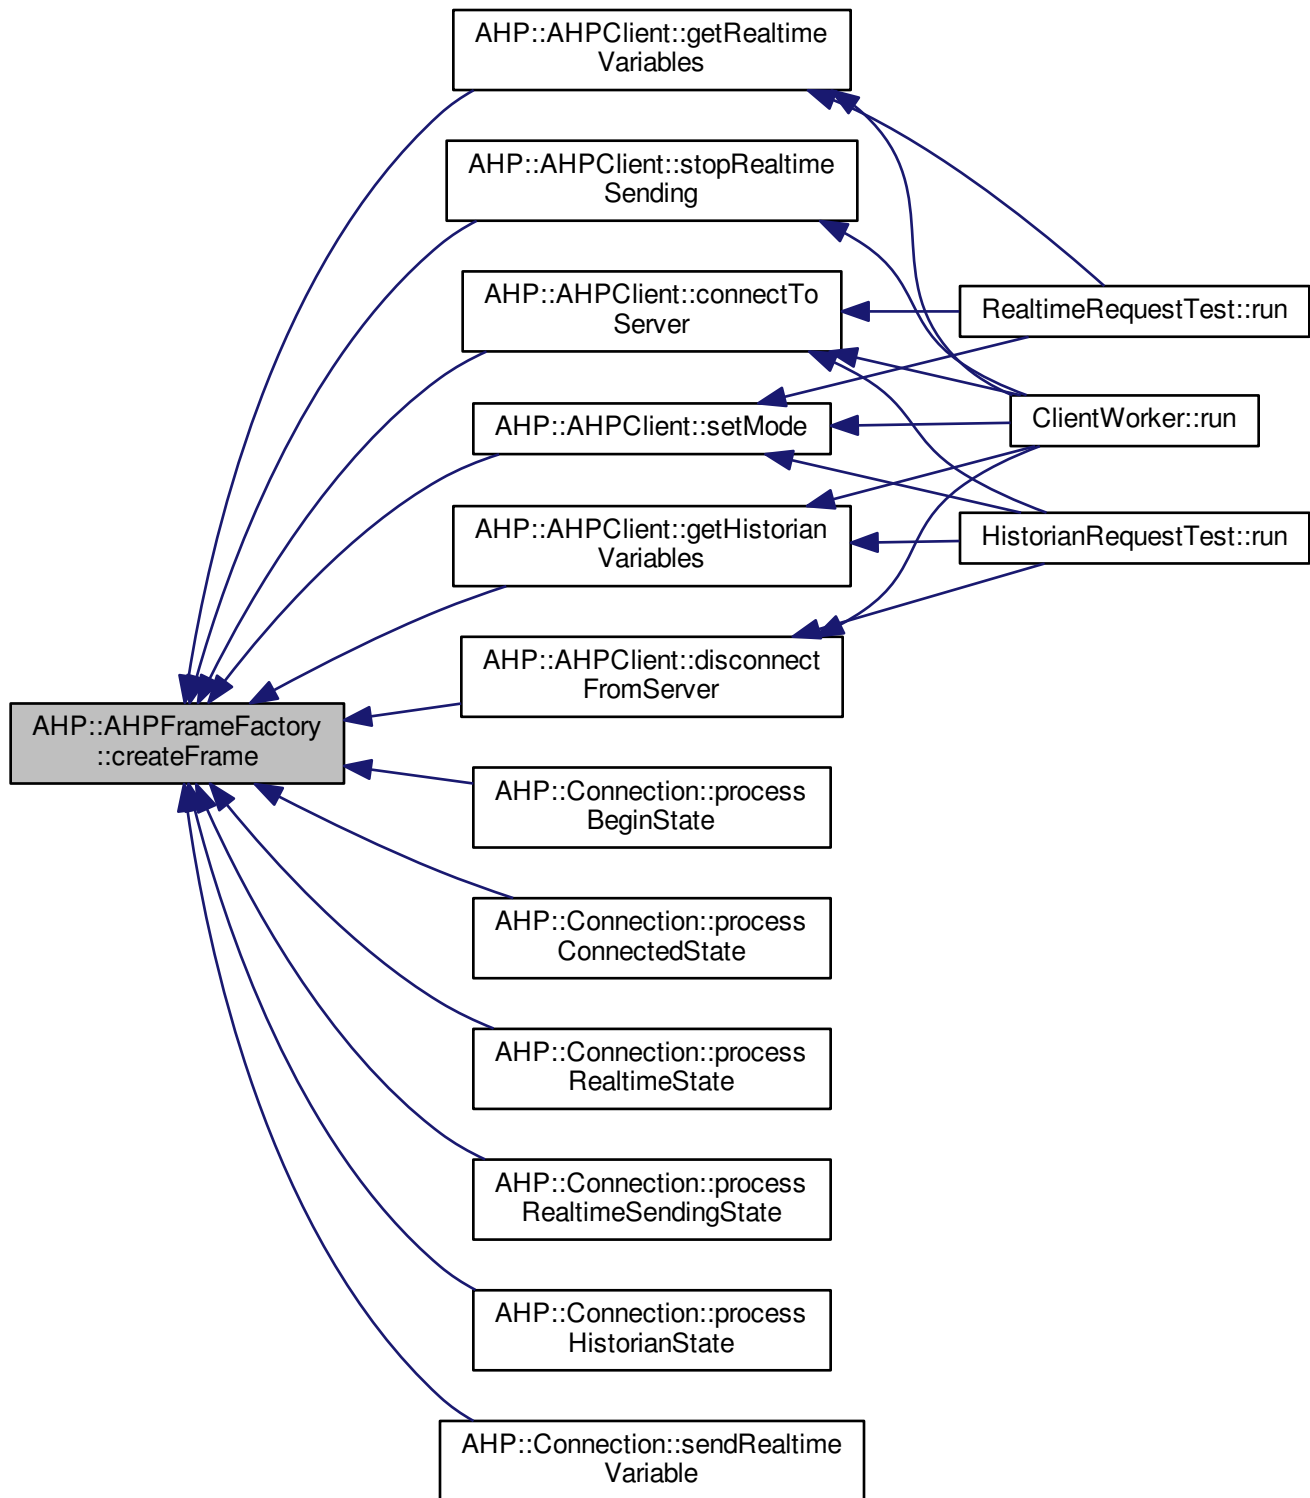 AHP::AHPClient::getRealtime
Variables
AHP::AHPClient::stopRealtime
Sending
AHP::AHPClient::connectTo
Server
RealtimeRequestTest::run
AHP::AHPClient::setMode
ClientWorker::run
AHP::AHPClient::getHistorian
Variables
HistorianRequestTest::run
AHP::AHPClient::disconnect
FromServer
AHP::AHPFrameFactory
::createFrame
AHP::Connection::process
BeginState
AHP::Connection::process
ConnectedState
AHP::Connection::process
RealtimeState
AHP::Connection::process
RealtimeSendingState
AHP::Connection::process
HistorianState
AHP::Connection::sendRealtime
Variable